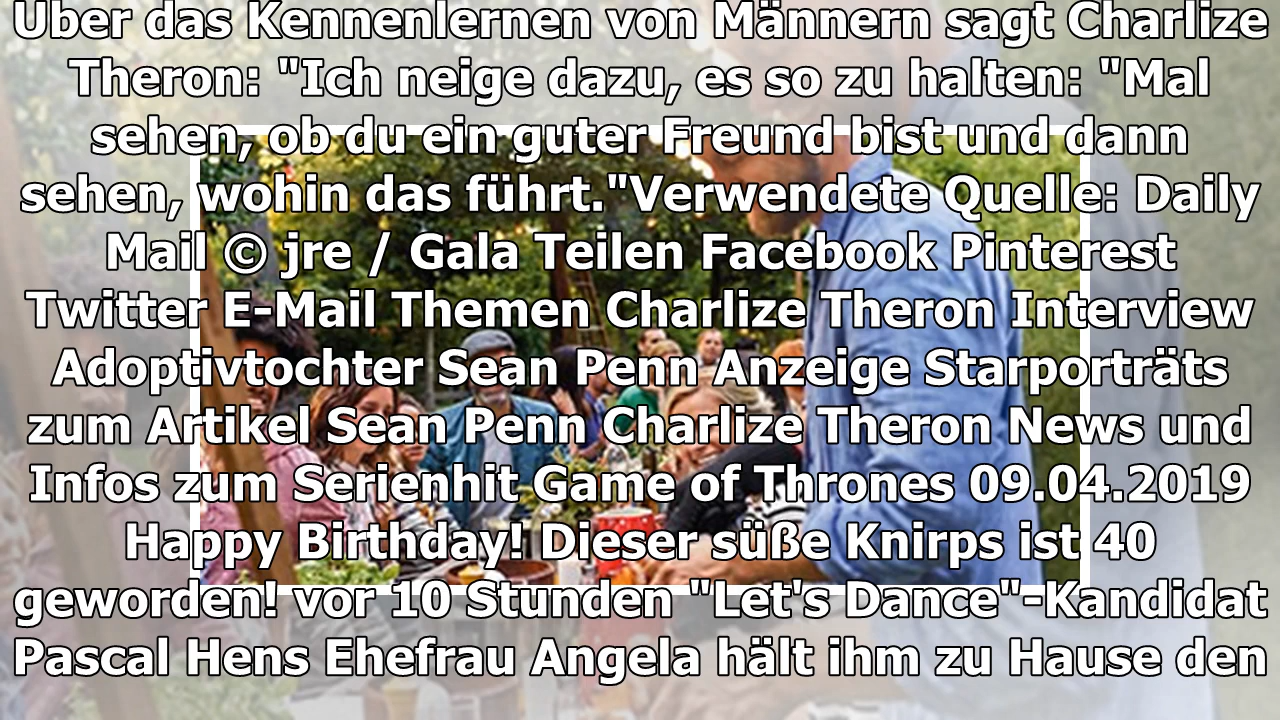 Über das Kennenlernen von Männern sagt Charlize
Theron: "Ich neige dazu, es so zu halten: "Mal
sehen, ob du ein guter Freund bist und dann
sehen, wohin das führt."Verwendete Quelle: Daily
Mail © jre / Gala Teilen Facebook Pinterest
Twitter E-Mail Themen Charlize Theron Interview
Adoptivtochter Sean Penn Anzeige Starporträts
zum Artikel Sean Penn Charlize Theron News und
Infos zum Serienhit Game of Thrones 09.04.2019
Happy Birthday! Dieser süße Knirps ist 40
geworden! vor 10 Stunden "Let's Dance"-Kandidat
Pascal Hens Ehefrau Angela hält ihm zu Hause den